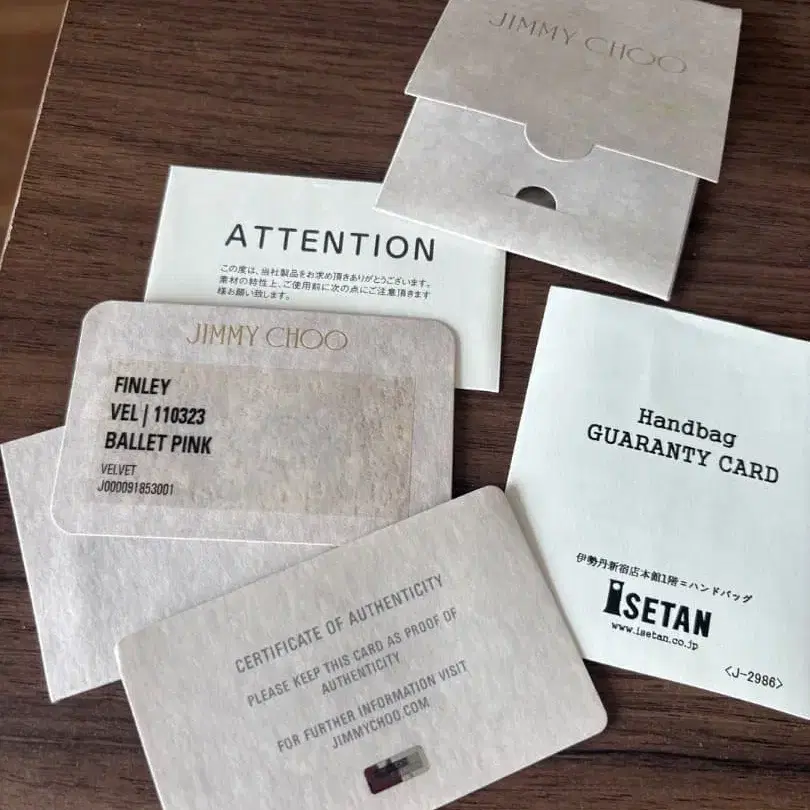 JIMMY CHOO
ATTENTION
この度は、当社製品をお求め頂きありがとうございます。
素材の特性上、ご使用前に次の点にご注意頂きます
様お願い致します。
JIMMY CHOO
FINLEY
VEL | 110323
BALLET PINK
VELVET
J000091853001
Handbag
GUARANTY CARD
伊勢丹新宿店本館1階=ハンドバッグ
ISETAN
www.isetan.co.jp
<J-2986>
CERTIFICATE OF AUTHENTICITY
PLEASE KEEP THIS CARD AS PROOF OF
AUTHENTICITY
FOR FURTHER INFORMATION VISIT
JIMMYCHOO.COM